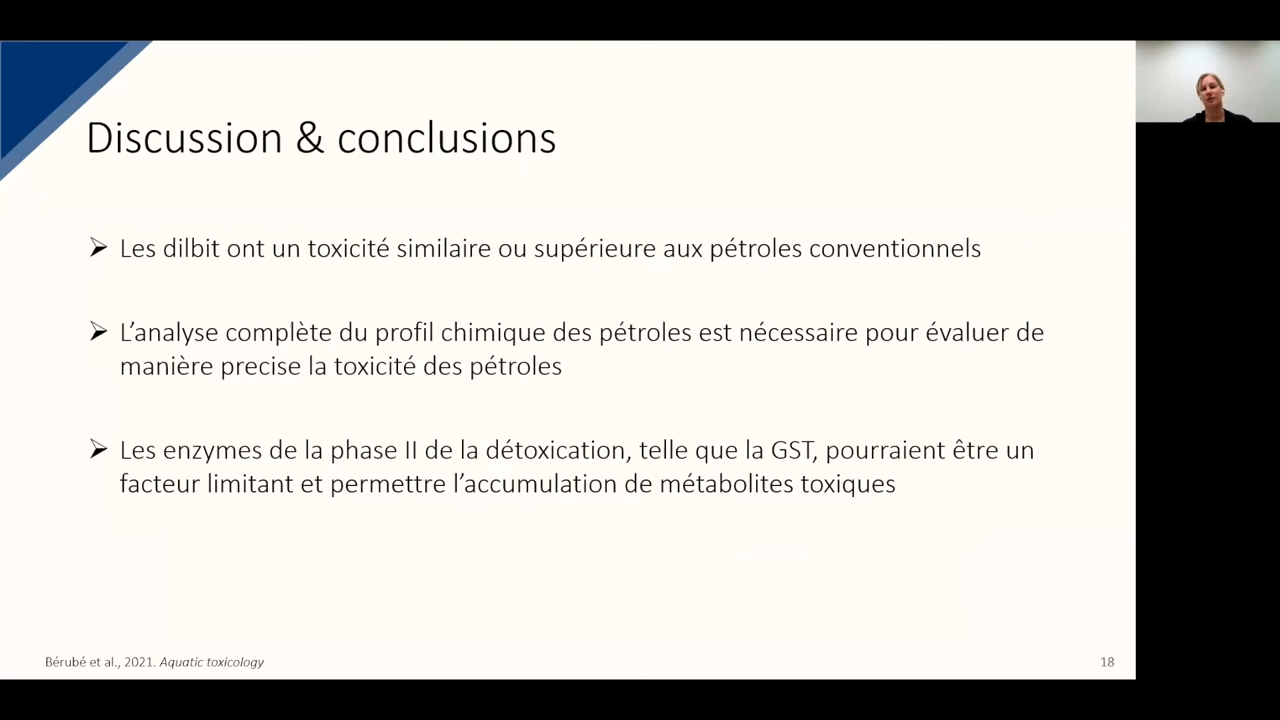 Discussion & conclusions
➢ Les dilbit ont un toxicité similaire ou supérieure aux pétroles conventionnels
➢ L’analyse complète du profil chimique des pétroles est nécessaire pour évaluer de
manière precise la toxicité des pétroles
➢ Les enzymes de la phase II de la détoxication, telle que la GST, pourraient être un
facteur limitant et permettre l’accumulation de métabolites toxiques
Bérubé et al., 2021. Aquatic toxicology
18